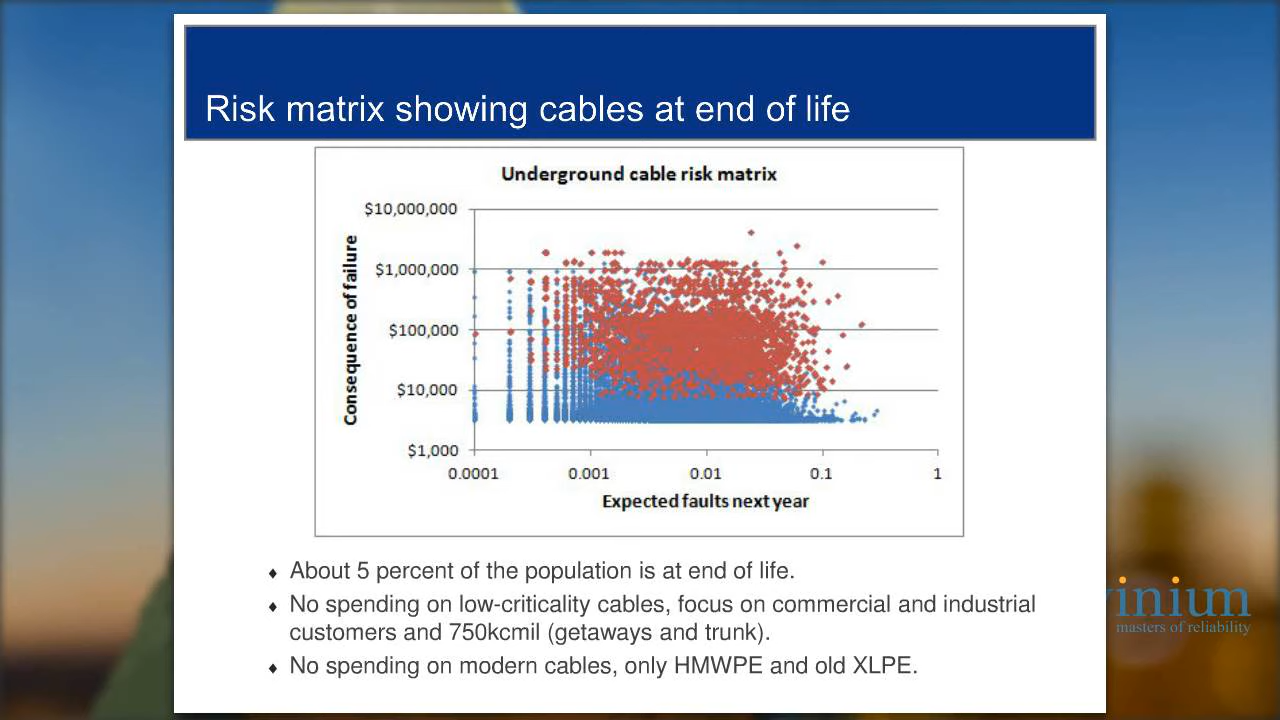 Risk matrix showing cables at end of life
Underground cable risk matrix
$10,000,000
$1,000,000
$100,000
$10,000
$1,000
Consequence of failure
0.0001 0.001 0.01 0.1 1
Expected faults next year
♦ About 5 percent of the population is at end of life.
♦ No spending on low-criticality cables, focus on commercial and industrial
customers and 750kcmil (getaways and trunk).
♦ No spending on modern cables, only HMWPE and old XLPE.
vinium
masters of reliability